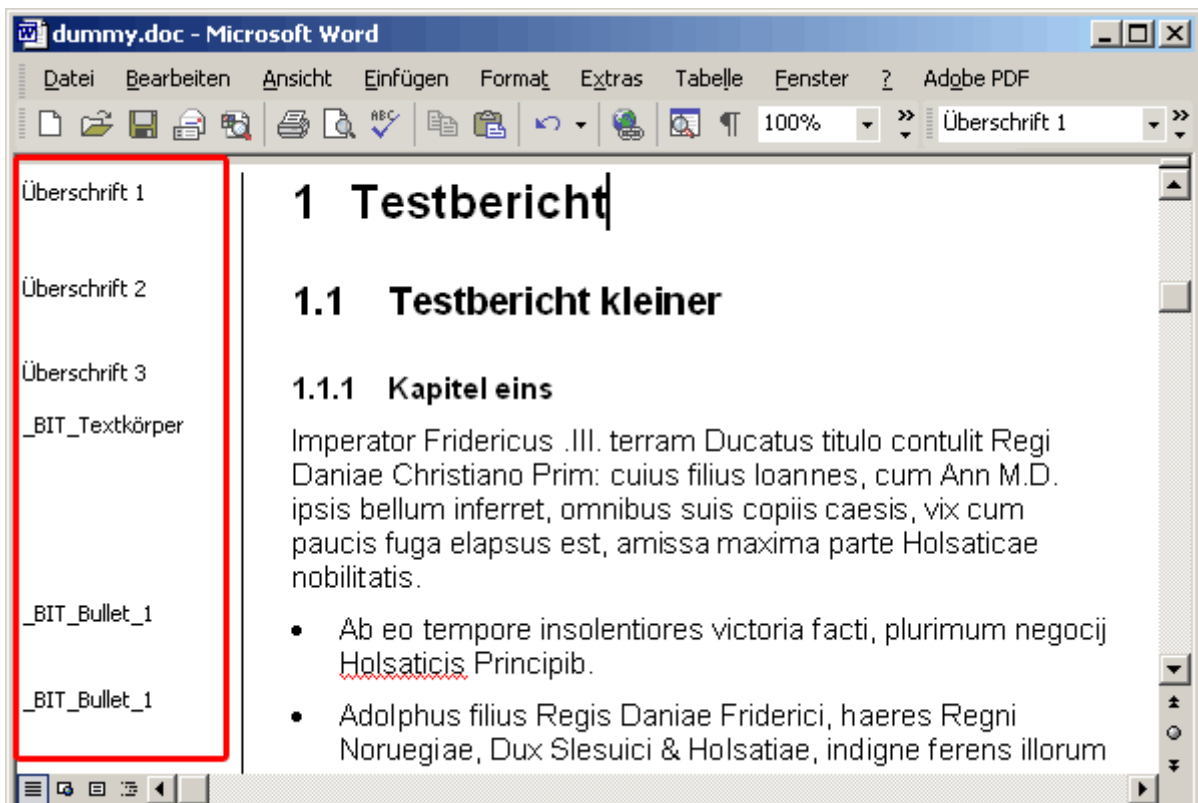 dummy.doc - Microsoft Word
Datei Bearbeiten Ansicht Einfügen Format Extras Tabelle Fenster ? Adobe PDF
ABC 100% Überschrift 1
Überschrift 1
1 Testbericht
Überschrift 2
1.1 Testbericht kleiner
Überschrift 3
1.1.1 Kapitel eins
_BIT_Textkörper
Imperator Fridericus .III. terram Ducatus titulo contulit Regi
Daniae Christiano Prim: cuius filius Ioannes, cum Ann M.D.
ipsis bellum inferret, omnibus suis copiis caesis, vix cum
paucis fuga elapsus est, amissa maxima parte Holsaticae
nobilitatis.
_BIT_Bullet_1
• Ab eo tempore insolentiores victoria facti, plurimum negocij
Holsaticis Principib.
_BIT_Bullet_1
• Adolphus filius Regis Daniae Friderici, haeres Regni
Noruegiae, Dux Slesuici & Holsatiae, indigne ferens illorum